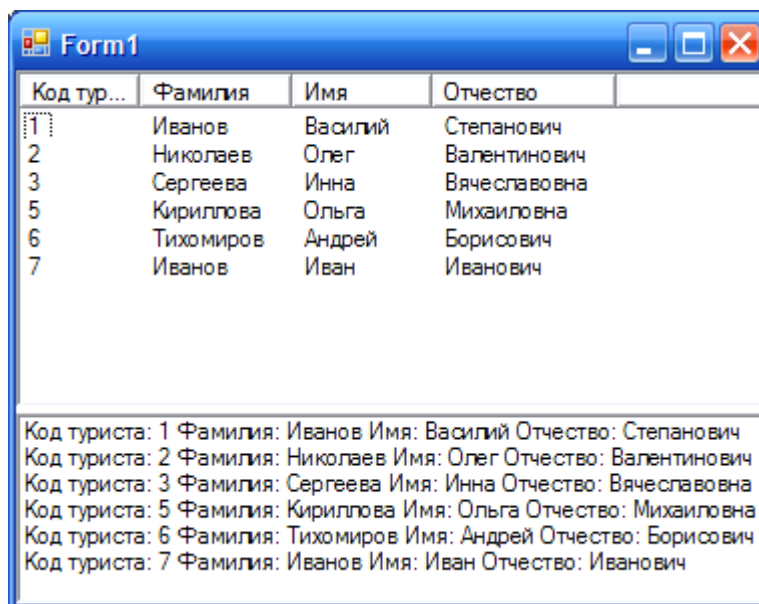 Form1
Код тур... Фамилия Имя Отчество
1 Иванов Василий Степанович
2 Николаев Олег Валентинович
3 Сергеева Инна Вячеславовна
5 Кириллова Ольга Михаиловна
6 Тихомиров Андрей Борисович
7 Иванов Иван Иванович
Код туриста: 1 Фамилия: Иванов Имя: Василий Отчество: Степанович
Код туриста: 2 Фамилия: Николаев Имя: Олег Отчество: Валентинович
Код туриста: 3 Фамилия: Сергеева Имя: Инна Отчество: Вячеславовна
Код туриста: 5 Фамилия: Кириллова Имя: Ольга Отчество: Михаиловна
Код туриста: 6 Фамилия: Тихомиров Имя: Андрей Отчество: Борисович
Код туриста: 7 Фамилия: Иванов Имя: Иван Отчество: Иванович